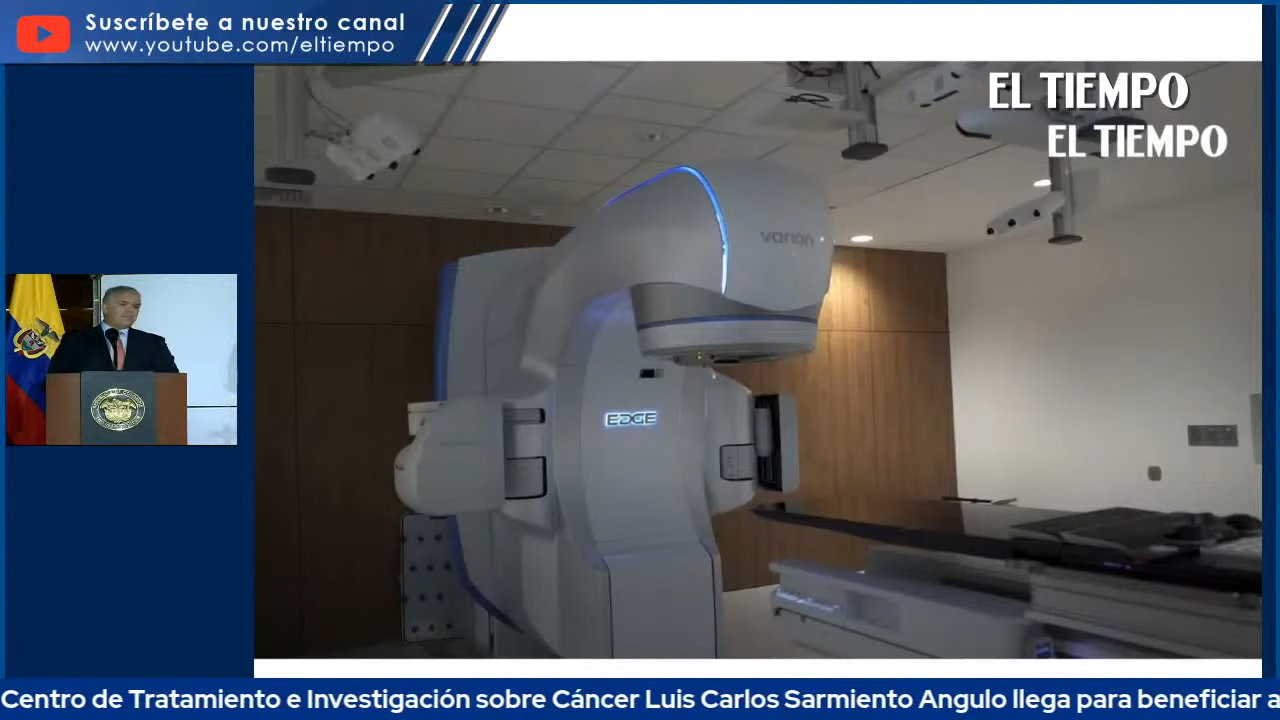 Suscríbete a nuestro canal
www.youtube.com/eltiempo
EL TIEMPO
EL TIEMPO
varian
EDGE
Centro de Tratamiento e Investigación sobre Cáncer Luis Carlos Sarmiento Angulo llega para beneficiar a